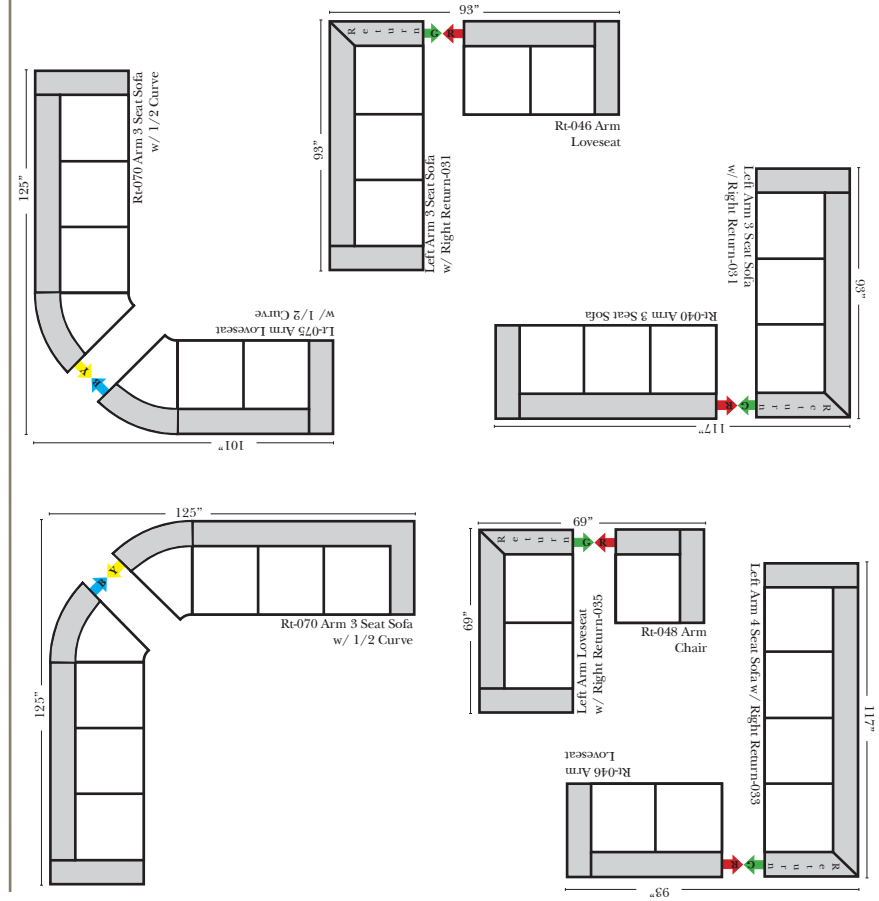 93”
Return
G R
93”
Rt-046 Arm
Loveseat
Left Arm 3 Seat Sofa
w/ Right Return-031
125”
Rt-070 Arm 3 Seat Sofa
w/ 1/2 Curve
Y
B
Lt-075 Arm Loveseat
w/ 1/2 Curve
101”
Left Arm 3 Seat Sofa
w/ Right Return-031
93”
Rt-040 Arm 3 Seat Sofa
R G
Return
117”
125”
B Y
Rt-070 Arm 3 Seat Sofa
w/ 1/2 Curve
125”
69”
Return
G R
69”
Left Arm Loveseat
w/ Right Return-035
Rt-048 Arm
Chair
Left Arm 4 Seat Sofa w/ Right Return-033
117”
Rt-046 Arm
Loveseat
R G
Return
93”